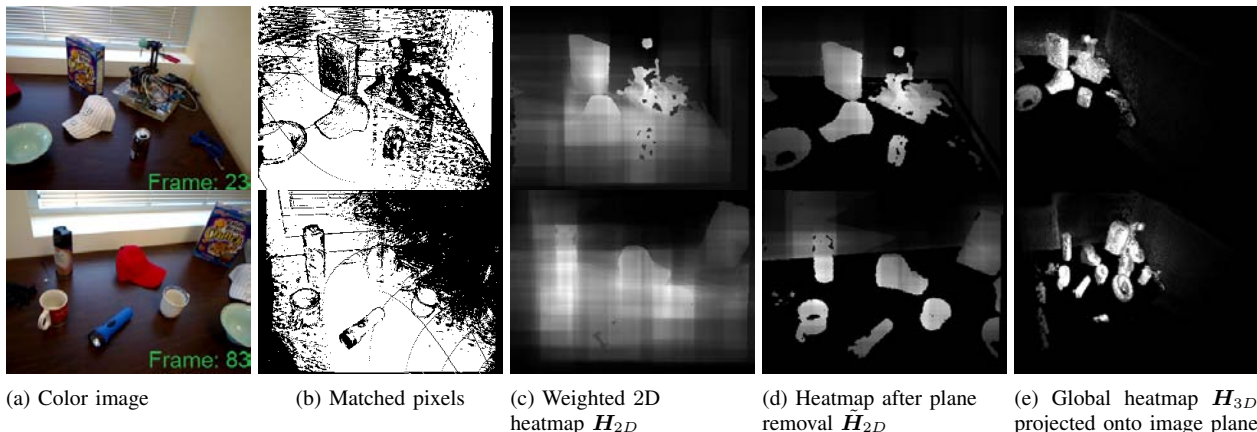 Frame: 23
Frame: 83
(a) Color image
(b) Matched pixels
(c) Weighted 2D
heatmap H2D
(d) Heatmap after plane
removal H̃2D
(e) Global heatmap H3D
projected onto image plane